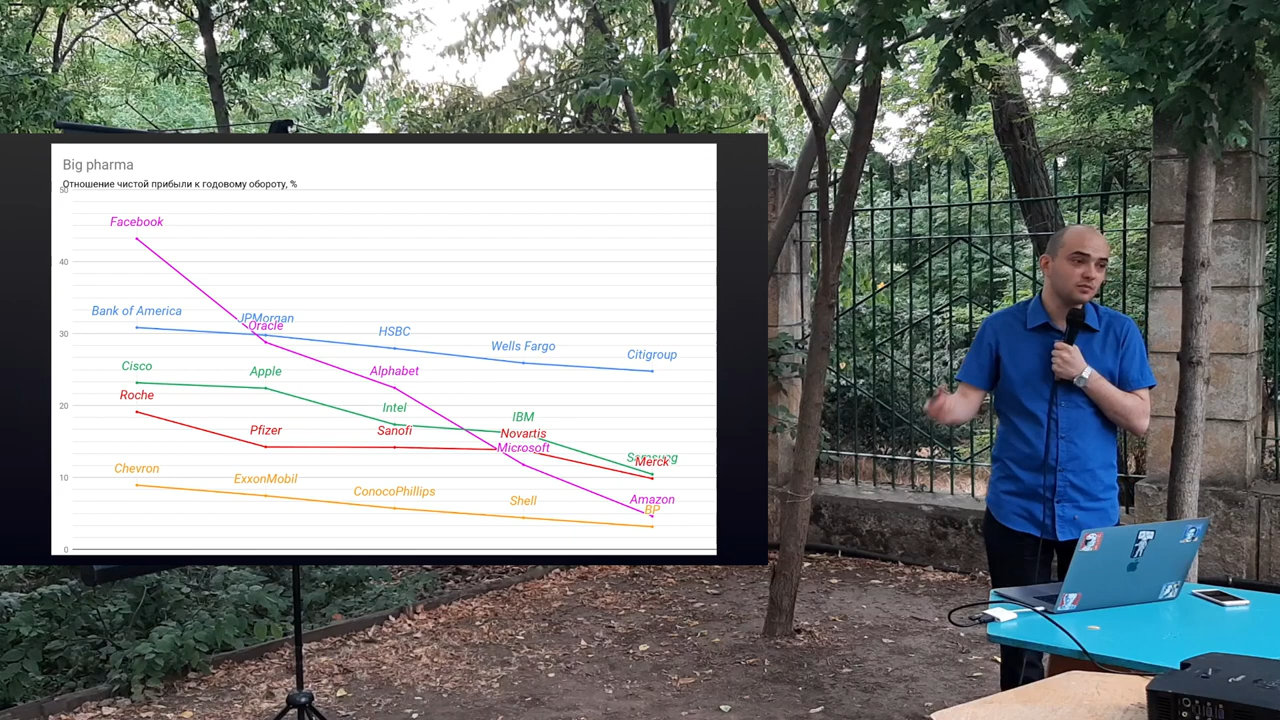 Big pharma
Отношение чистой прибыли к годовому обороту, %
50
Facebook
40
Bank of America
JPMorgan
Oracle
HSBC
Wells Fargo
Citigroup
30
Cisco
Apple
Alphabet
Roche
Intel
IBM
20
Pfizer
Sanofi
Novartis
Microsoft
Samsung
Merck
Chevron
ExxonMobil
10
ConocoPhillips
Shell
Amazon
BP
0